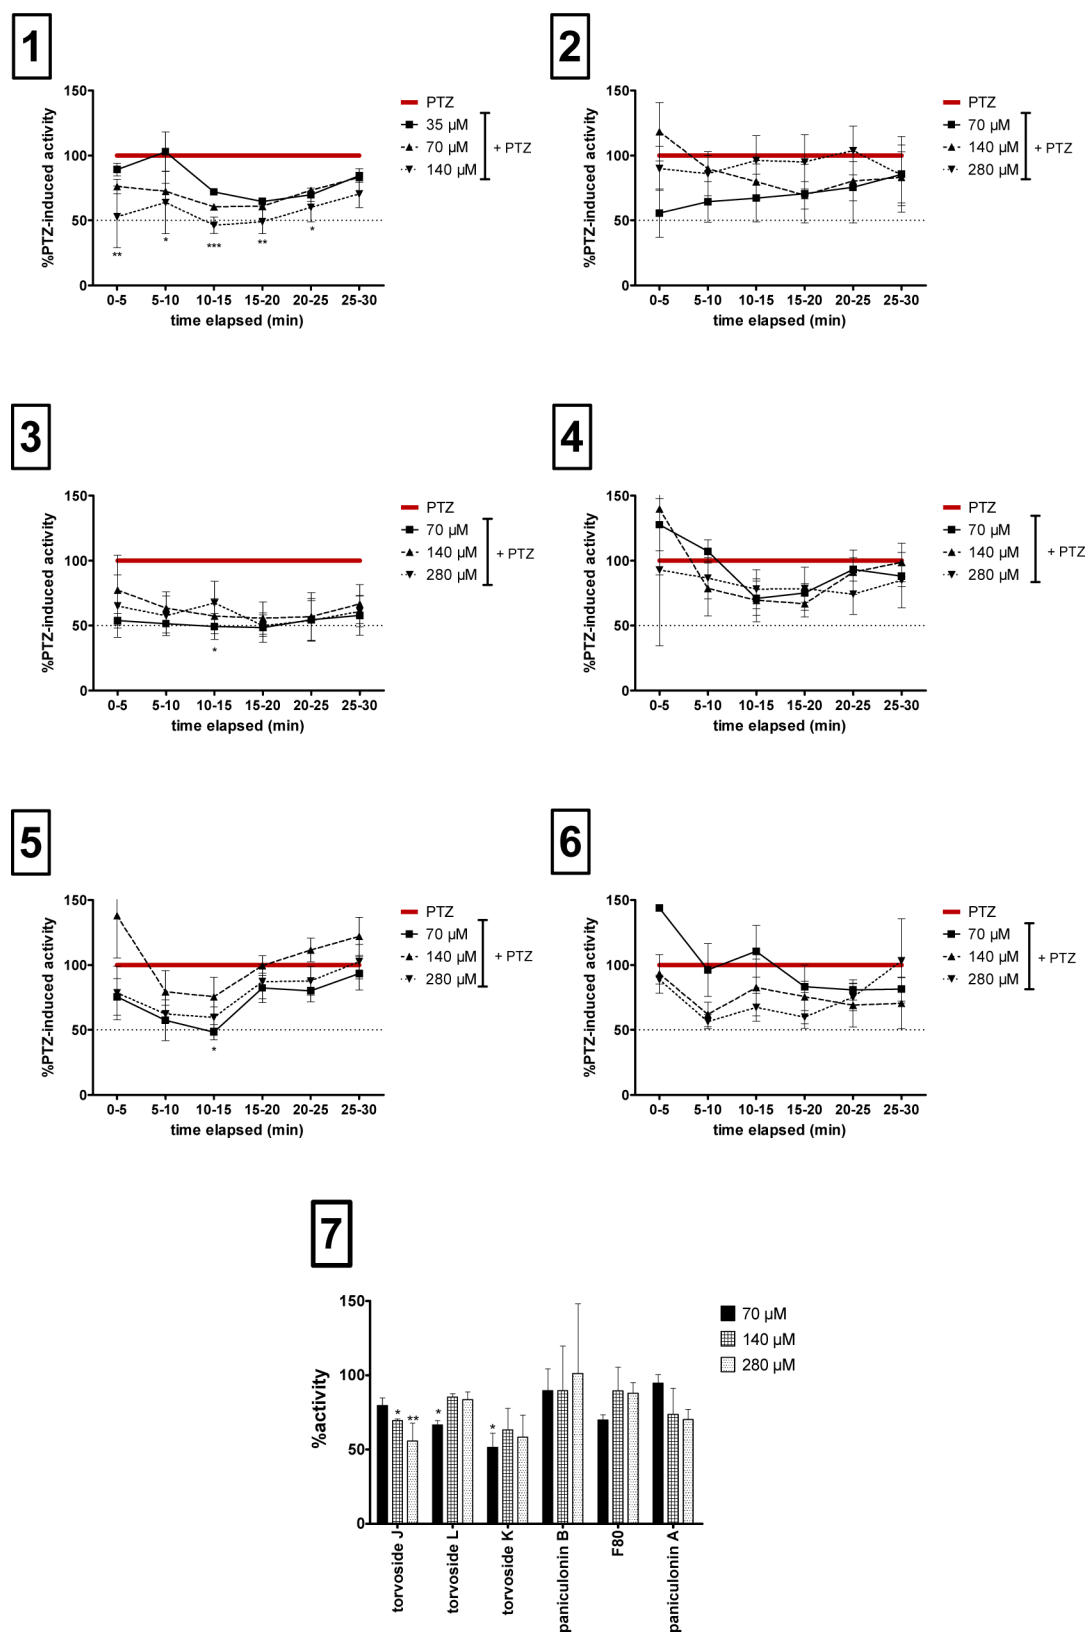 1
2
%PTZ-induced activity
150
100
50
0
** * *** ** *
0-5 5-10 10-15 15-20 20-25 25-30
time elapsed (min)
PTZ
35 µM
70 µM
140 µM
+ PTZ
%PTZ-induced activity
150
100
50
0
0-5 5-10 10-15 15-20 20-25 25-30
time elapsed (min)
PTZ
70 µM
140 µM
280 µM
+ PTZ
3
4
%PTZ-induced activity
150
100
50
0
*
0-5 5-10 10-15 15-20 20-25 25-30
time elapsed (min)
PTZ
70 µM
140 µM
280 µM
+ PTZ
%PTZ-induced activity
150
100
50
0
0-5 5-10 10-15 15-20 20-25 25-30
time elapsed (min)
PTZ
70 µM
140 µM
280 µM
+ PTZ
5
6
%PTZ-induced activity
150
100
50
0
*
0-5 5-10 10-15 15-20 20-25 25-30
time elapsed (min)
PTZ
70 µM
140 µM
280 µM
+ PTZ
%PTZ-induced activity
150
100
50
0
0-5 5-10 10-15 15-20 20-25 25-30
time elapsed (min)
PTZ
70 µM
140 µM
280 µM
+ PTZ
7
%activity
150
100
50
0
* ** * *
torvoside J
torvoside L
torvoside K
paniculonin B
F80
paniculonin A
70 µM
140 µM
280 µM